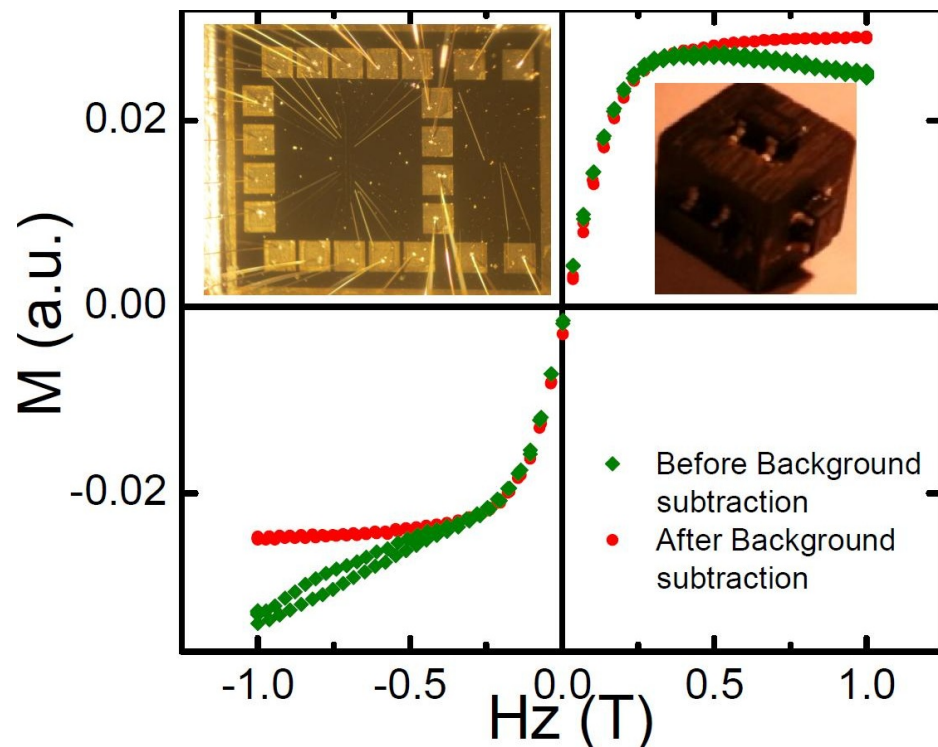 M (a.u.)
0.02
0.00
-0.02
Before Background
subtraction
After Background
subtraction
-1.0 -0.5 0.0 0.5 1.0
Hz (T)